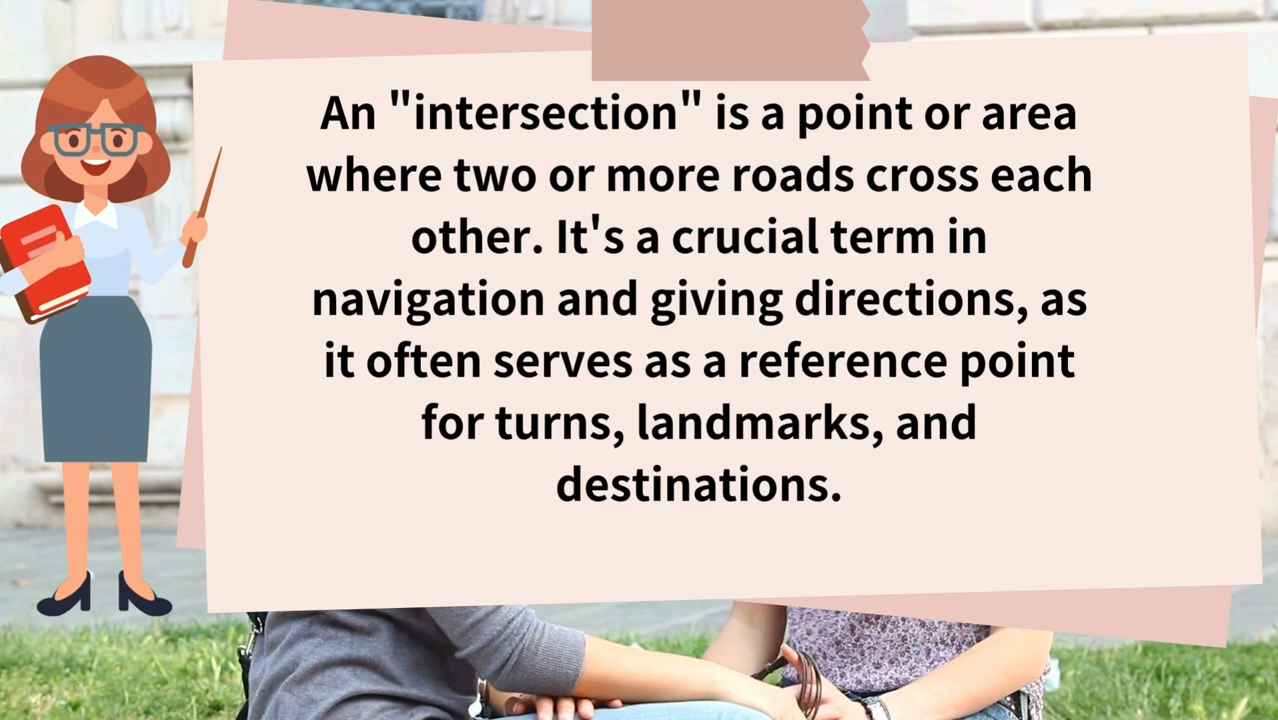 An "intersection" is a point or area
where two or more roads cross each
other. It's a crucial term in
navigation and giving directions, as
it often serves as a reference point
for turns, landmarks, and
destinations.